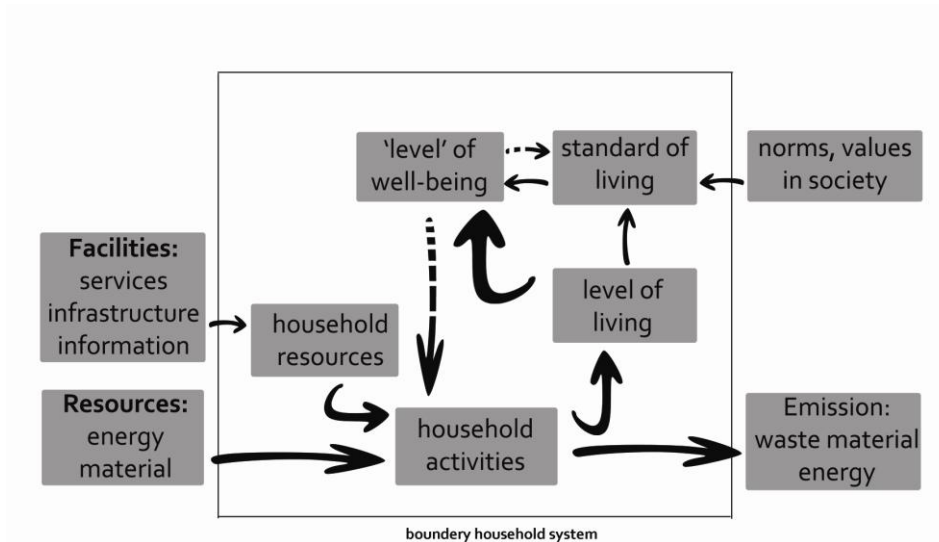 ‘level’ of
well-being
standard of
living
norms, values
in society
Facilities:
services
infrastructure
information
household
resources
level of
living
Resources:
energy
material
household
activities
Emission:
waste material
energy
boundery household system